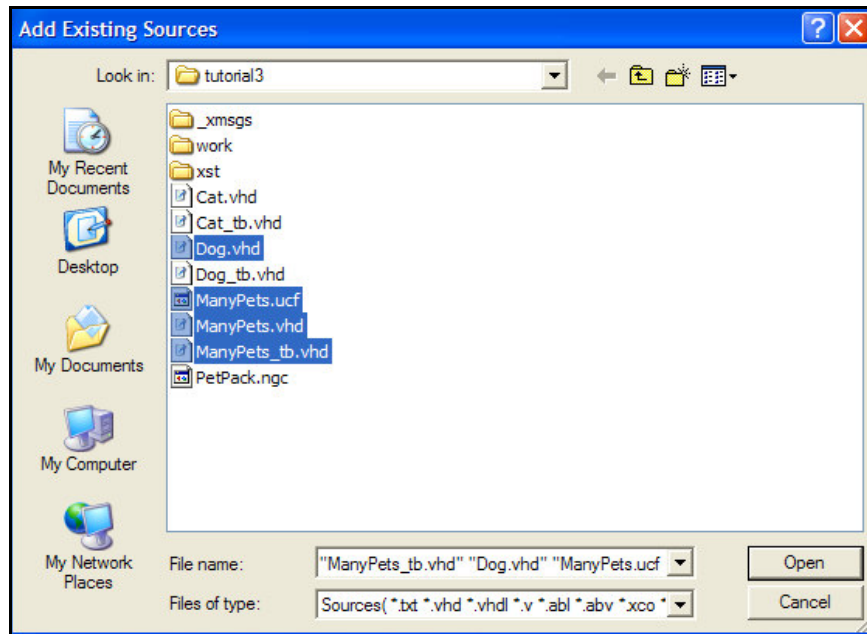 Add Existing Sources
Look in:
tutorial3
My Recent
Documents
Desktop
My Documents
My Computer
My Network
Places
_xmsgs
work
xst
Cat.vhd
Cat_tb.vhd
Dog.vhd
Dog_tb.vhd
ManyPets.ucf
ManyPets.vhd
ManyPets_tb.vhd
PetPack.ngc
File name:
"ManyPets_tb.vhd" "Dog.vhd" "ManyPets.ucf
Open
Files of type:
Sources( *.txt *.vhd *.vhdl *.v *.abl *.abv *.xco *
Cancel